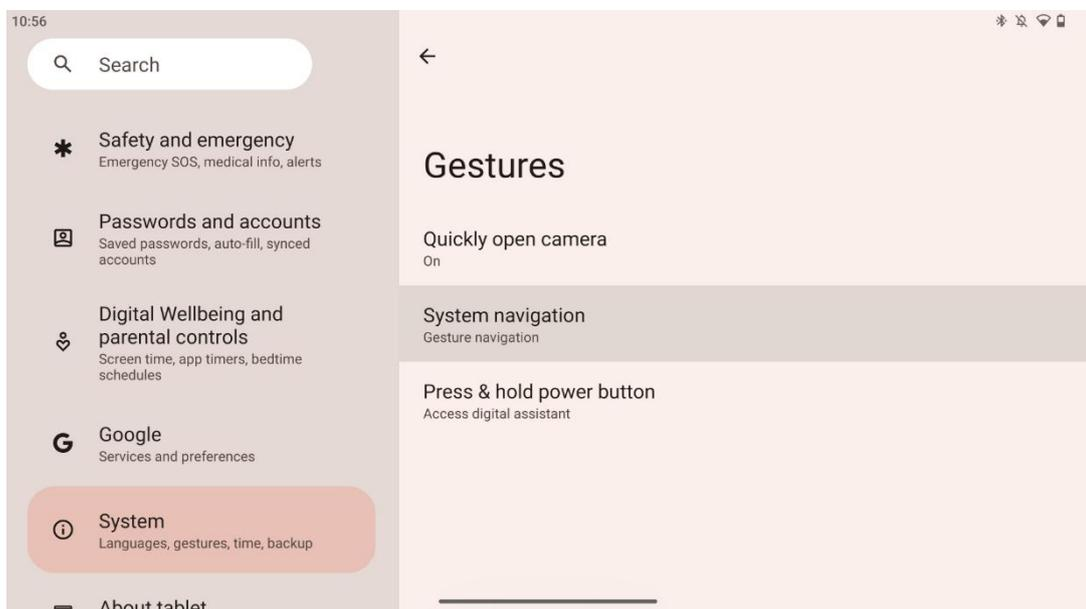 10:56
Search
Safety and emergency
Emergency SOS, medical info, alerts
Passwords and accounts
Saved passwords, auto-fill, synced
accounts
Digital Wellbeing and
parental controls
Screen time, app timers, bedtime
schedules
Google
Services and preferences
System
Languages, gestures, time, backup
About tablet
Gestures
Quickly open camera
On
System navigation
Gesture navigation
Press & hold power button
Access digital assistant